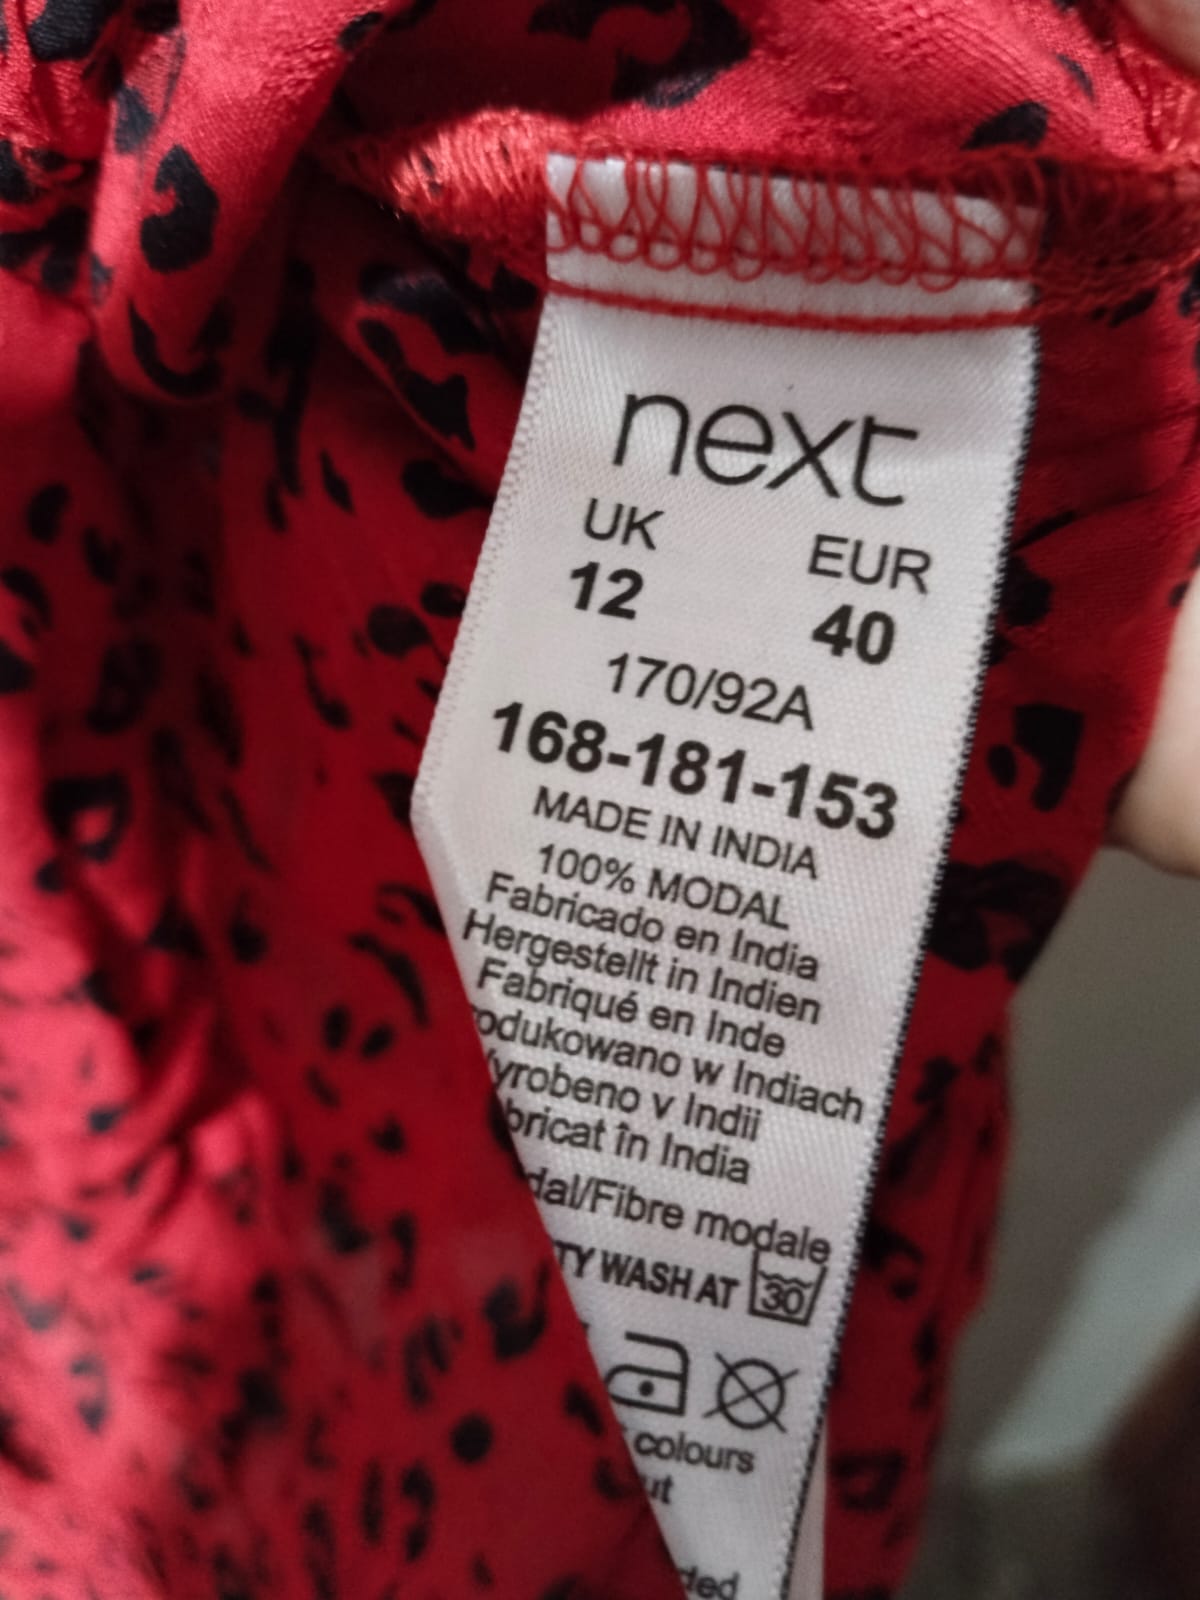 next
UK EUR
12 40
170/92A
168-181-153
MADE IN INDIA
100% MODAL
Fabricado en India
Hergestellt in Indien
Fabriqué en Inde
odukowano w Indiach
yrobeno v Indii
bricat în India
dal/Fibre modale
TY WASH AT 30
colours
ut
ded